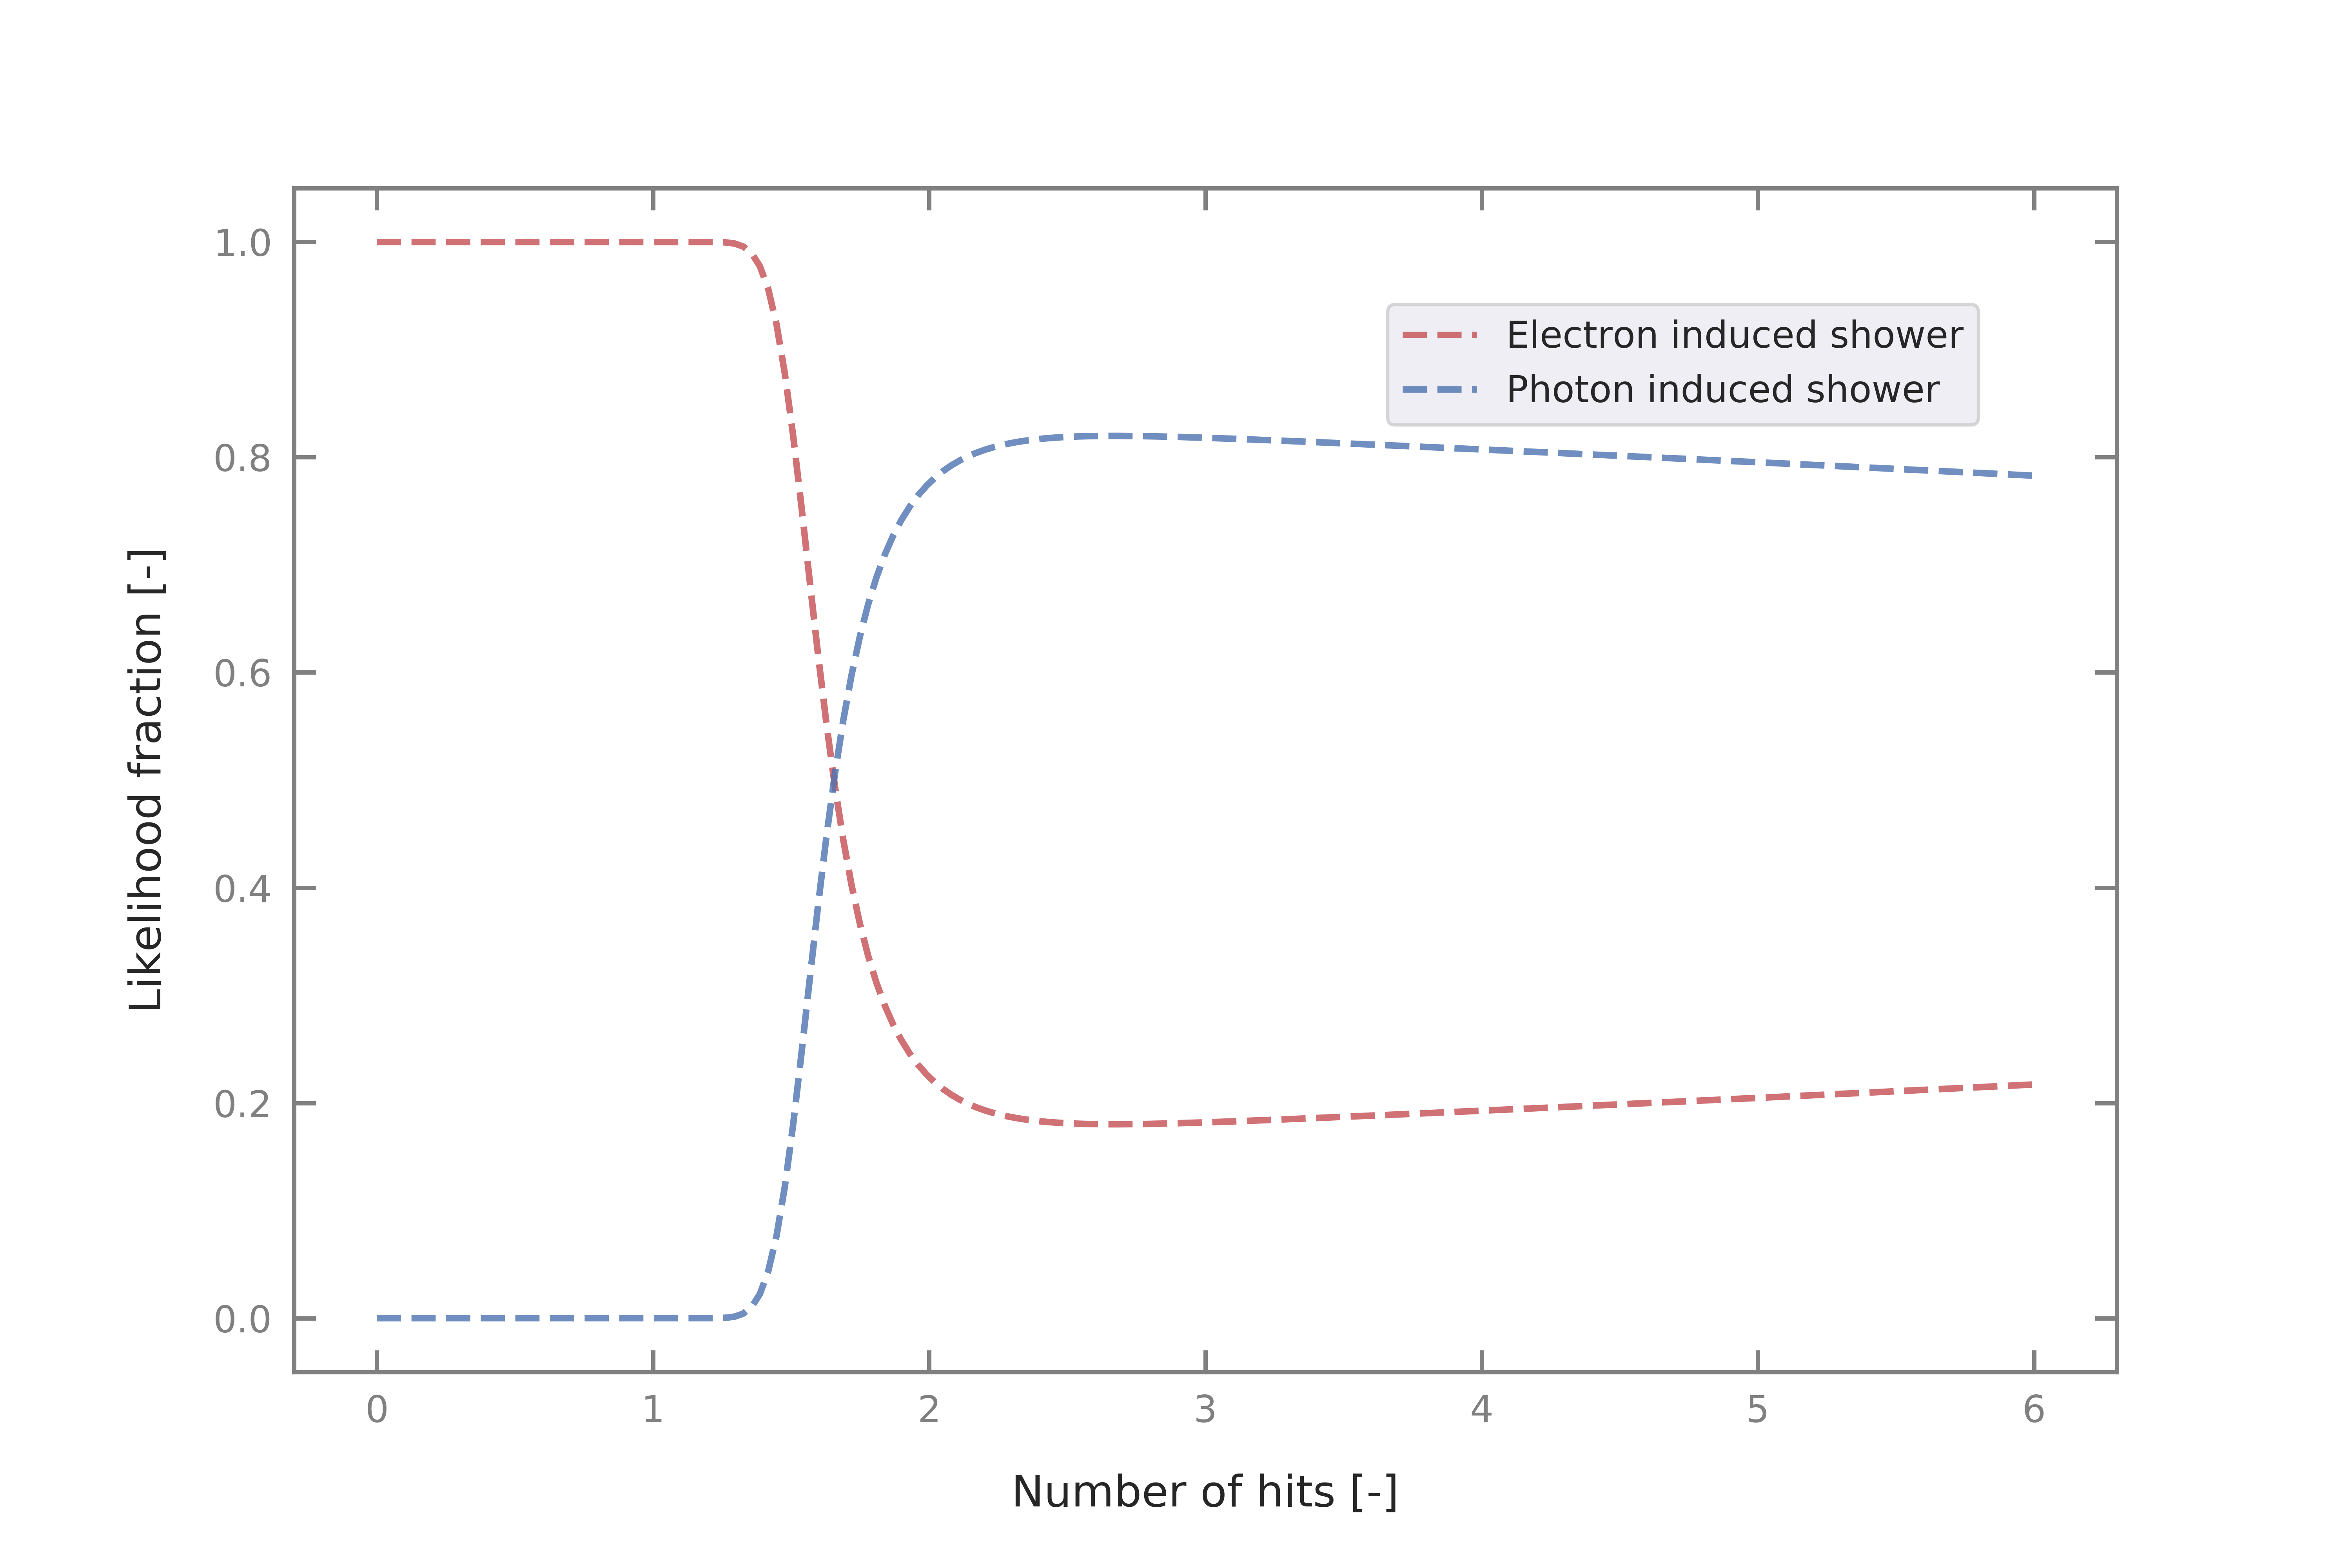 1.0
0.8
0.6
0.4
0.2
0.0
Likelihood fraction [-]
Electron induced shower
Photon induced shower
0 1 2 3 4 5 6
Number of hits [-]